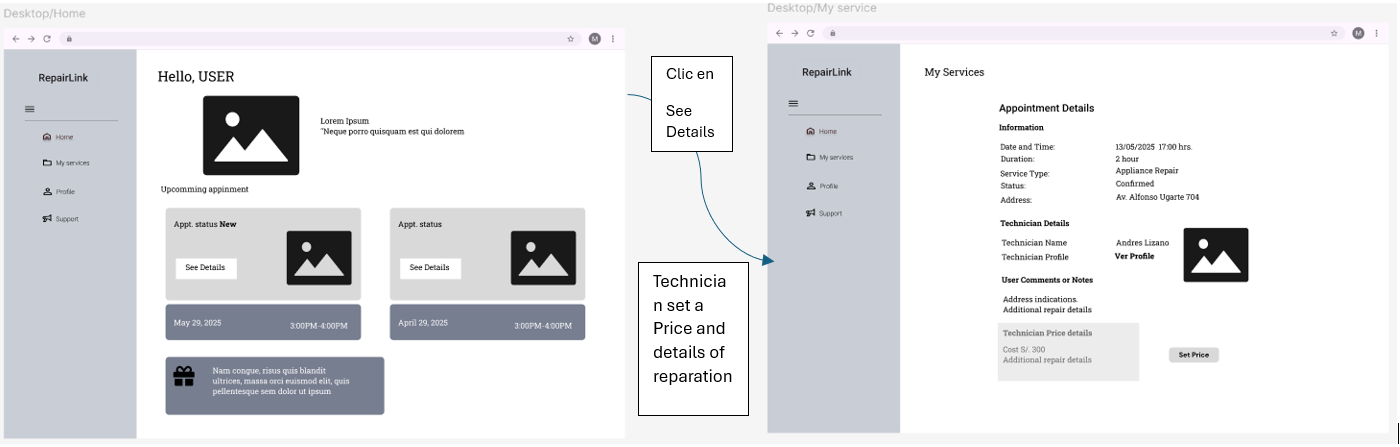 Desktop/Home
M
RepairLink
Home
My services
Profile
Support
Hello, USER
Lorem Ipsum
"Neque porro quisquam est qui dolorem
Upcomming appinment
Appt. status New
See Details
May 29, 2025
3:00PM-4:00PM
Appt. status
See Details
April 29, 2025
3:00PM-4:00PM
Nam congue, risus quis blandit
ultrices, massa orci euismod elit, quis
pellentesque sem dolor ut ipsum
Clic en
See
Details
Technicia
n set a
Price and
details of
reparation
Desktop/My service
M
RepairLink
Home
My services
Profile
Support
My Services
Appointment Details
Information
Date and Time: 13/05/2025 17:00 hrs.
Duration: 2 hour
Service Type: Appliance Repair
Status: Confirmed
Address: Av. Alfonso Ugarte 704
Technician Details
Technician Name Andres Lizano
Technician Profile Ver Profile
User Comments or Notes
Address indications.
Additional repair details
Technician Price details
Cost S/. 300
Additional repair details
Set Price